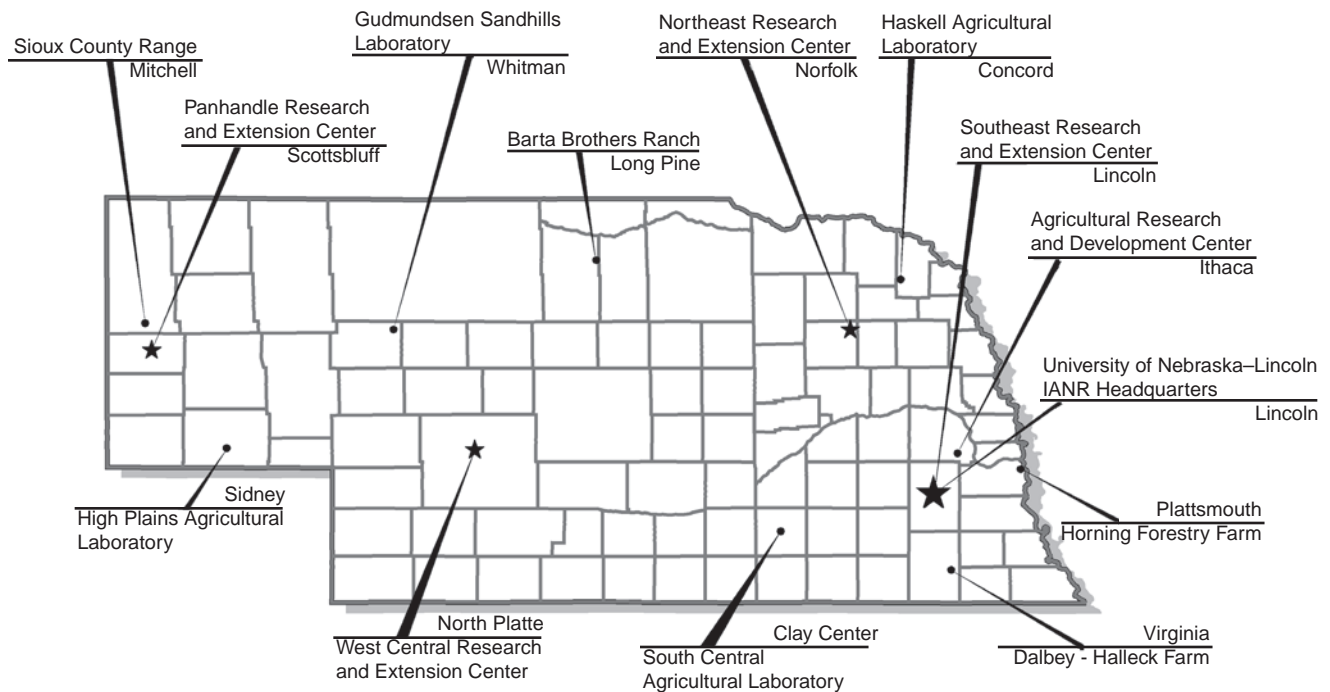 Sioux County Range
Mitchell
Panhandle Research
and Extension Center
Scottsbluff
Gudmundsen Sandhills
Laboratory
Whitman
Barta Brothers Ranch
Long Pine
Northeast Research
and Extension Center
Norfolk
Haskell Agricultural
Laboratory
Concord
Southeast Research
and Extension Center
Lincoln
Agricultural Research
and Development Center
Ithaca
University of Nebraska–Lincoln
IANR Headquarters
Lincoln
Sidney
High Plains Agricultural
Laboratory
North Platte
West Central Research
and Extension Center
Clay Center
South Central
Agricultural Laboratory
Plattsmouth
Horning Forestry Farm
Virginia
Dalbey - Halleck Farm